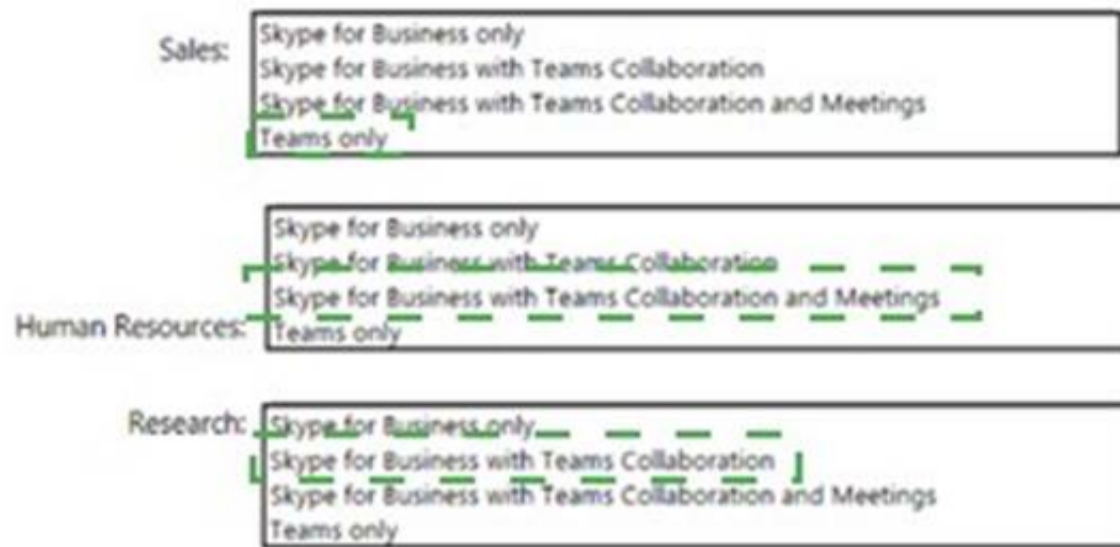 Sales:
Skype for Business only
Skype for Business with Teams Collaboration
Skype for Business with Teams Collaboration and Meetings
Teams only
Human Resources:
Skype for Business only
Skype for Business with Teams Collaboration
Skype for Business with Teams Collaboration and Meetings
Teams only
Research:
Skype for Business only
Skype for Business with Teams Collaboration
Skype for Business with Teams Collaboration and Meetings
Teams only